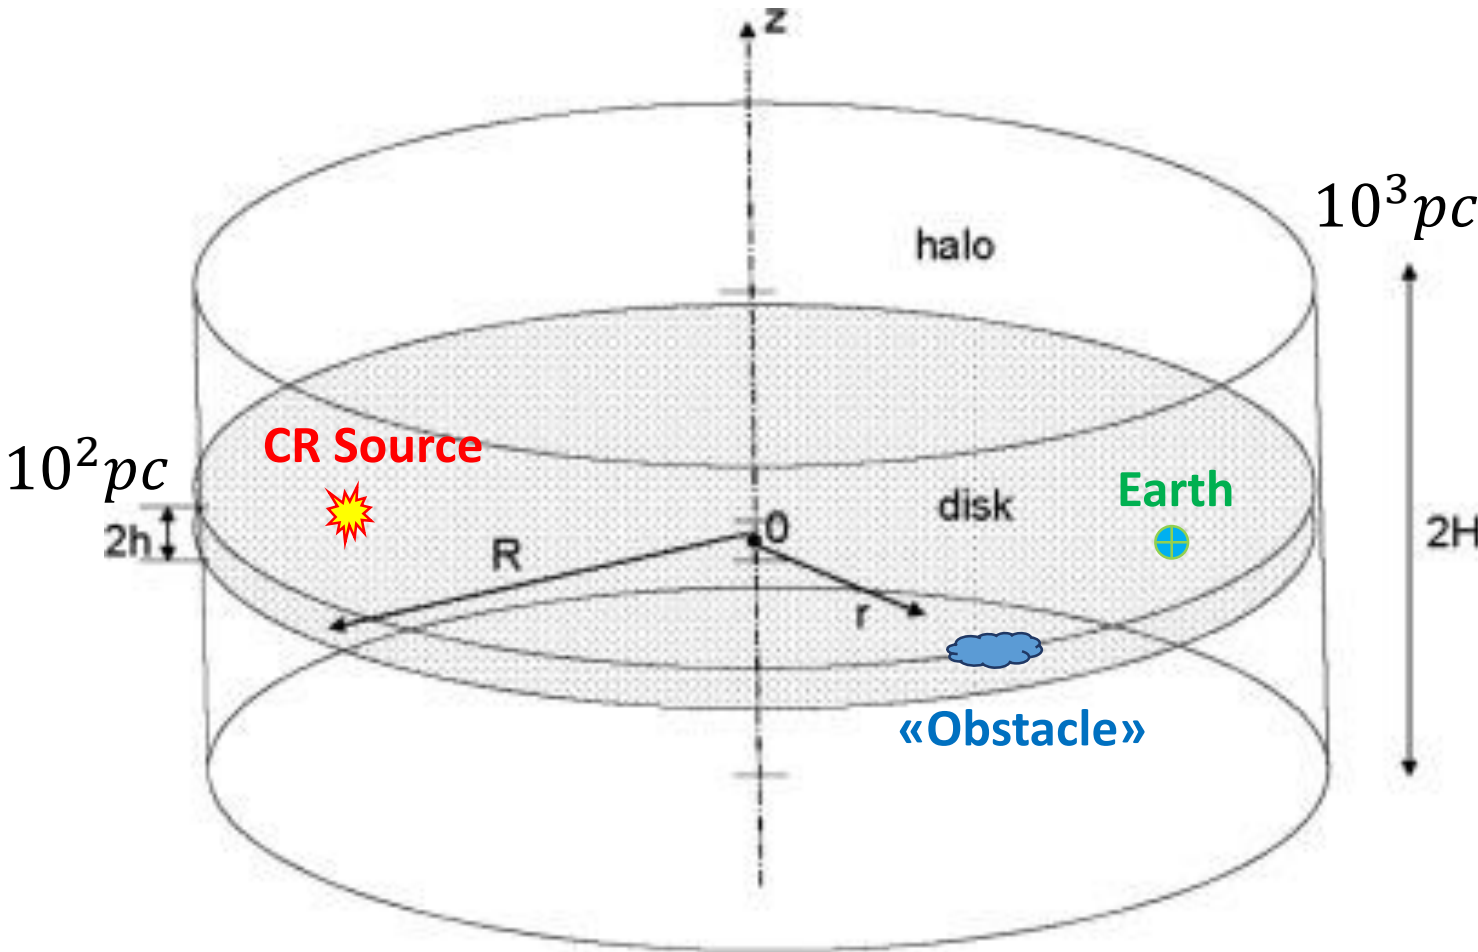 z
10³pc
halo
CR Source
10²pc
Earth
disk
0
2h
R
2H
r
«Obstacle»